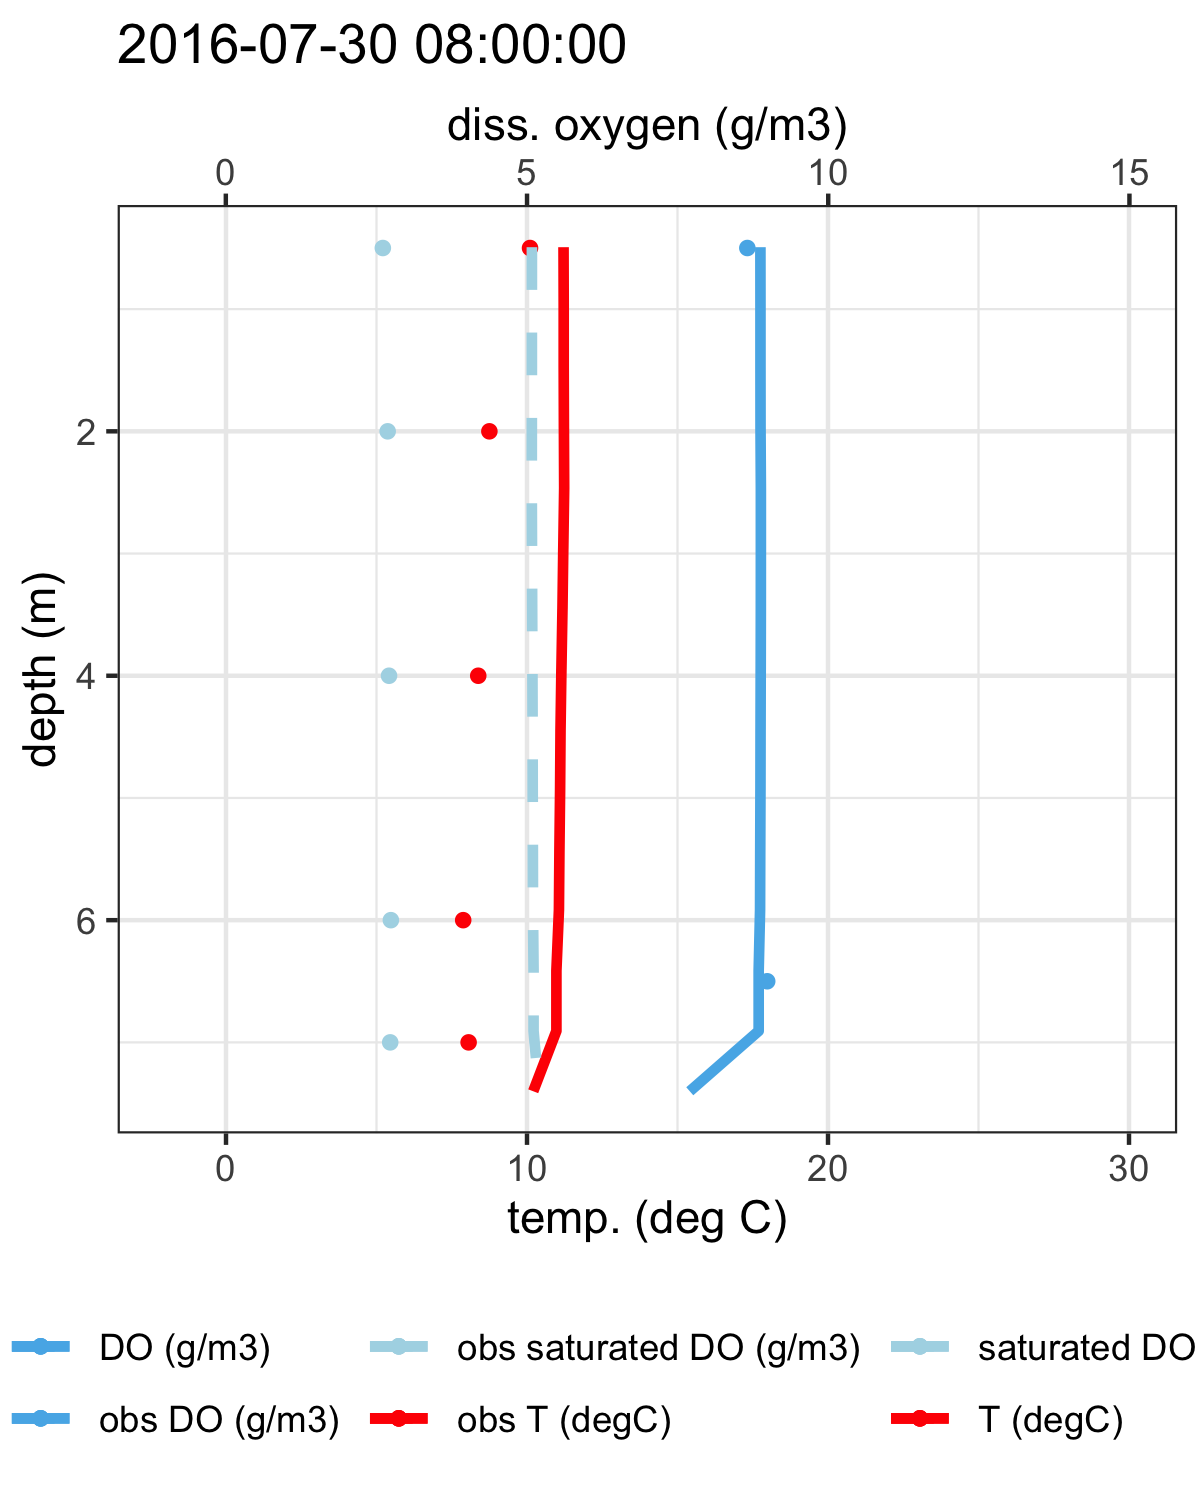 2016-07-30 08:00:00
diss. oxygen (g/m3)
0 5 10 15
depth (m)
2
4
6
0 10 20 30
temp. (deg C)
DO (g/m3) obs saturated DO (g/m3) saturated DO
obs DO (g/m3) obs T (degC) T (degC)